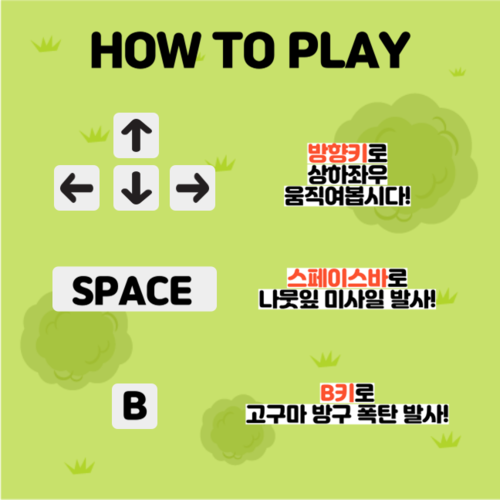 HOW TO PLAY
↑
← ↓ →
방향키로
상하좌우
움직여봅시다!
SPACE
스페이스바로
나뭇잎 미사일 발사!
B
B키로
고구마 방구 폭탄 발사!